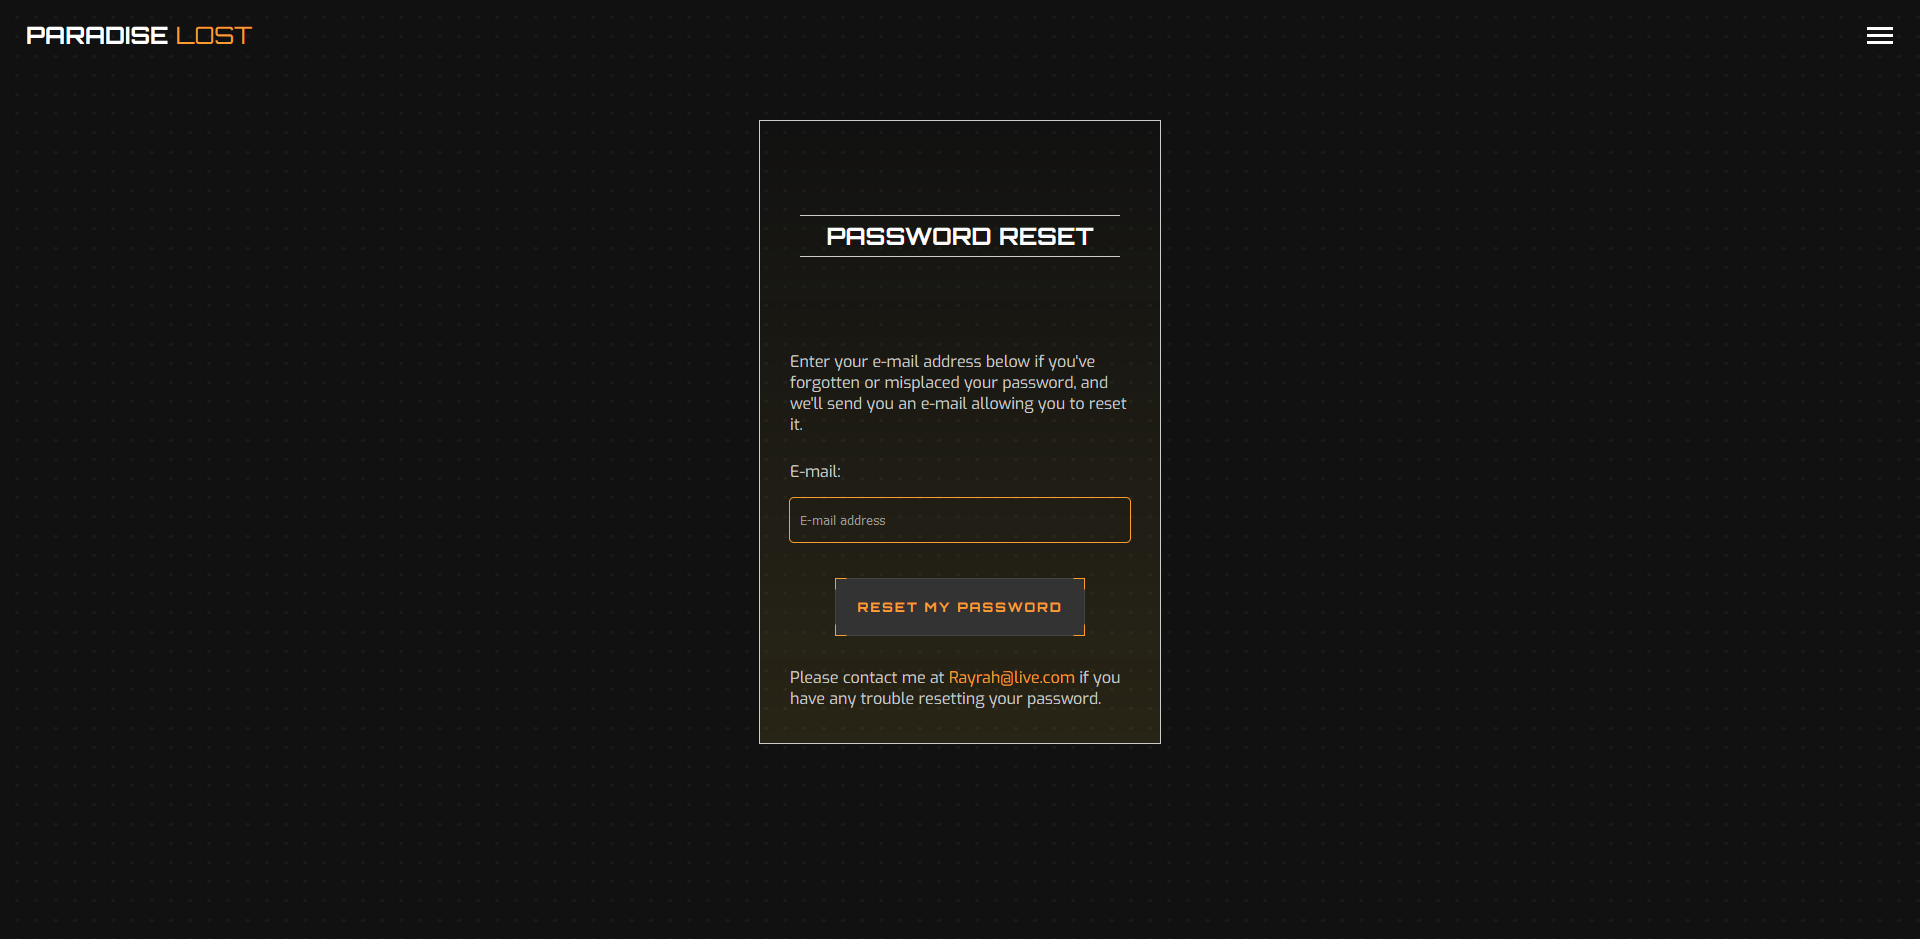 PARADISE LOST
PASSWORD RESET
Enter your e-mail address below if you've
forgotten or misplaced your password, and
we'll send you an e-mail allowing you to reset
it.
E-mail:
E-mail address
RESET MY PASSWORD
Please contact me at Rayrah@live.com if you
have any trouble resetting your password.